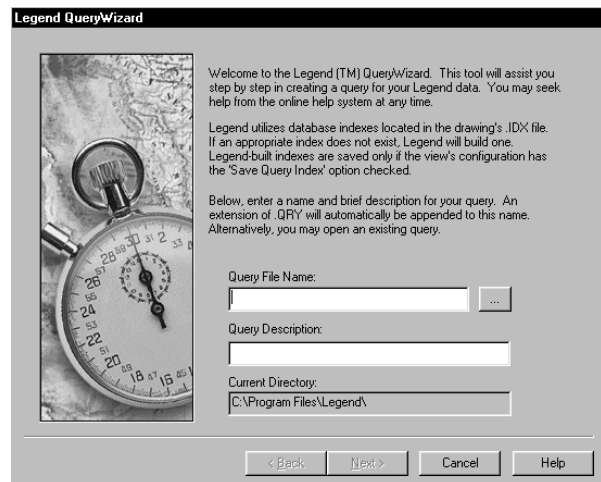 Legend QueryWizard
Welcome to the Legend (TM) QueryWizard. This tool will assist you
step by step in creating a query for your Legend data. You may seek
help from the online help system at any time.
Legend utilizes database indexes located in the drawing's .IDX file.
If an appropriate index does not exist, Legend will build one.
Legend-built indexes are saved only if the view's configuration has
the 'Save Query Index' option checked.
Below, enter a name and brief description for your query. An
extension of .QRY will automatically be appended to this name.
Alternatively, you may open an existing query.
Query File Name:
...
Query Description:
Current Directory:
C:\Program Files\Legend\
< Back
Next >
Cancel
Help